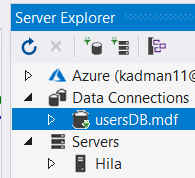 Server Explorer
Azure (kadman11@
Data Connections
usersDB.mdf
Servers
Hila